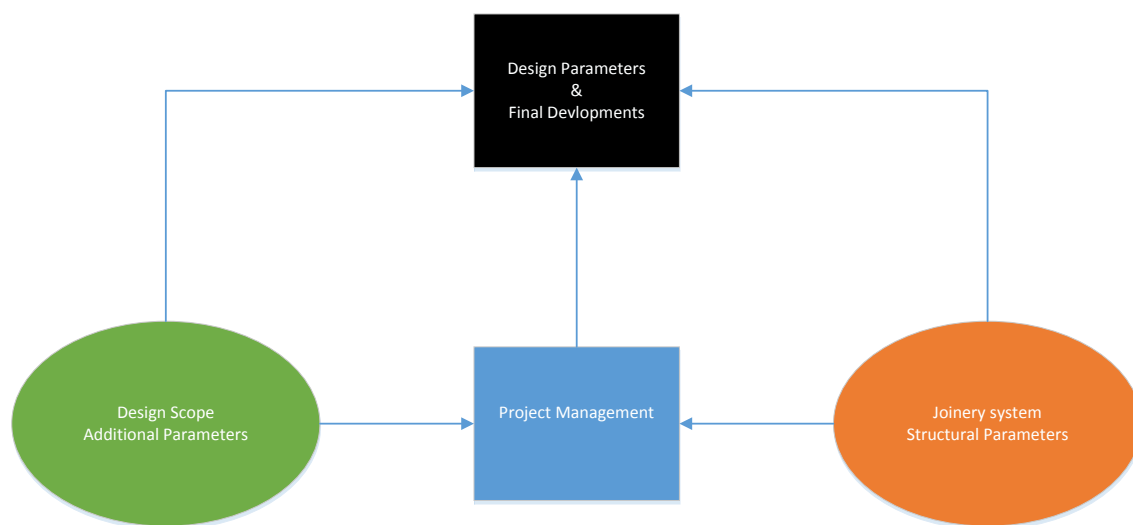 Design Parameters
&
Final Devlopments
Design Scope
Additional Parameters
Project Management
Joinery system
Structural Parameters